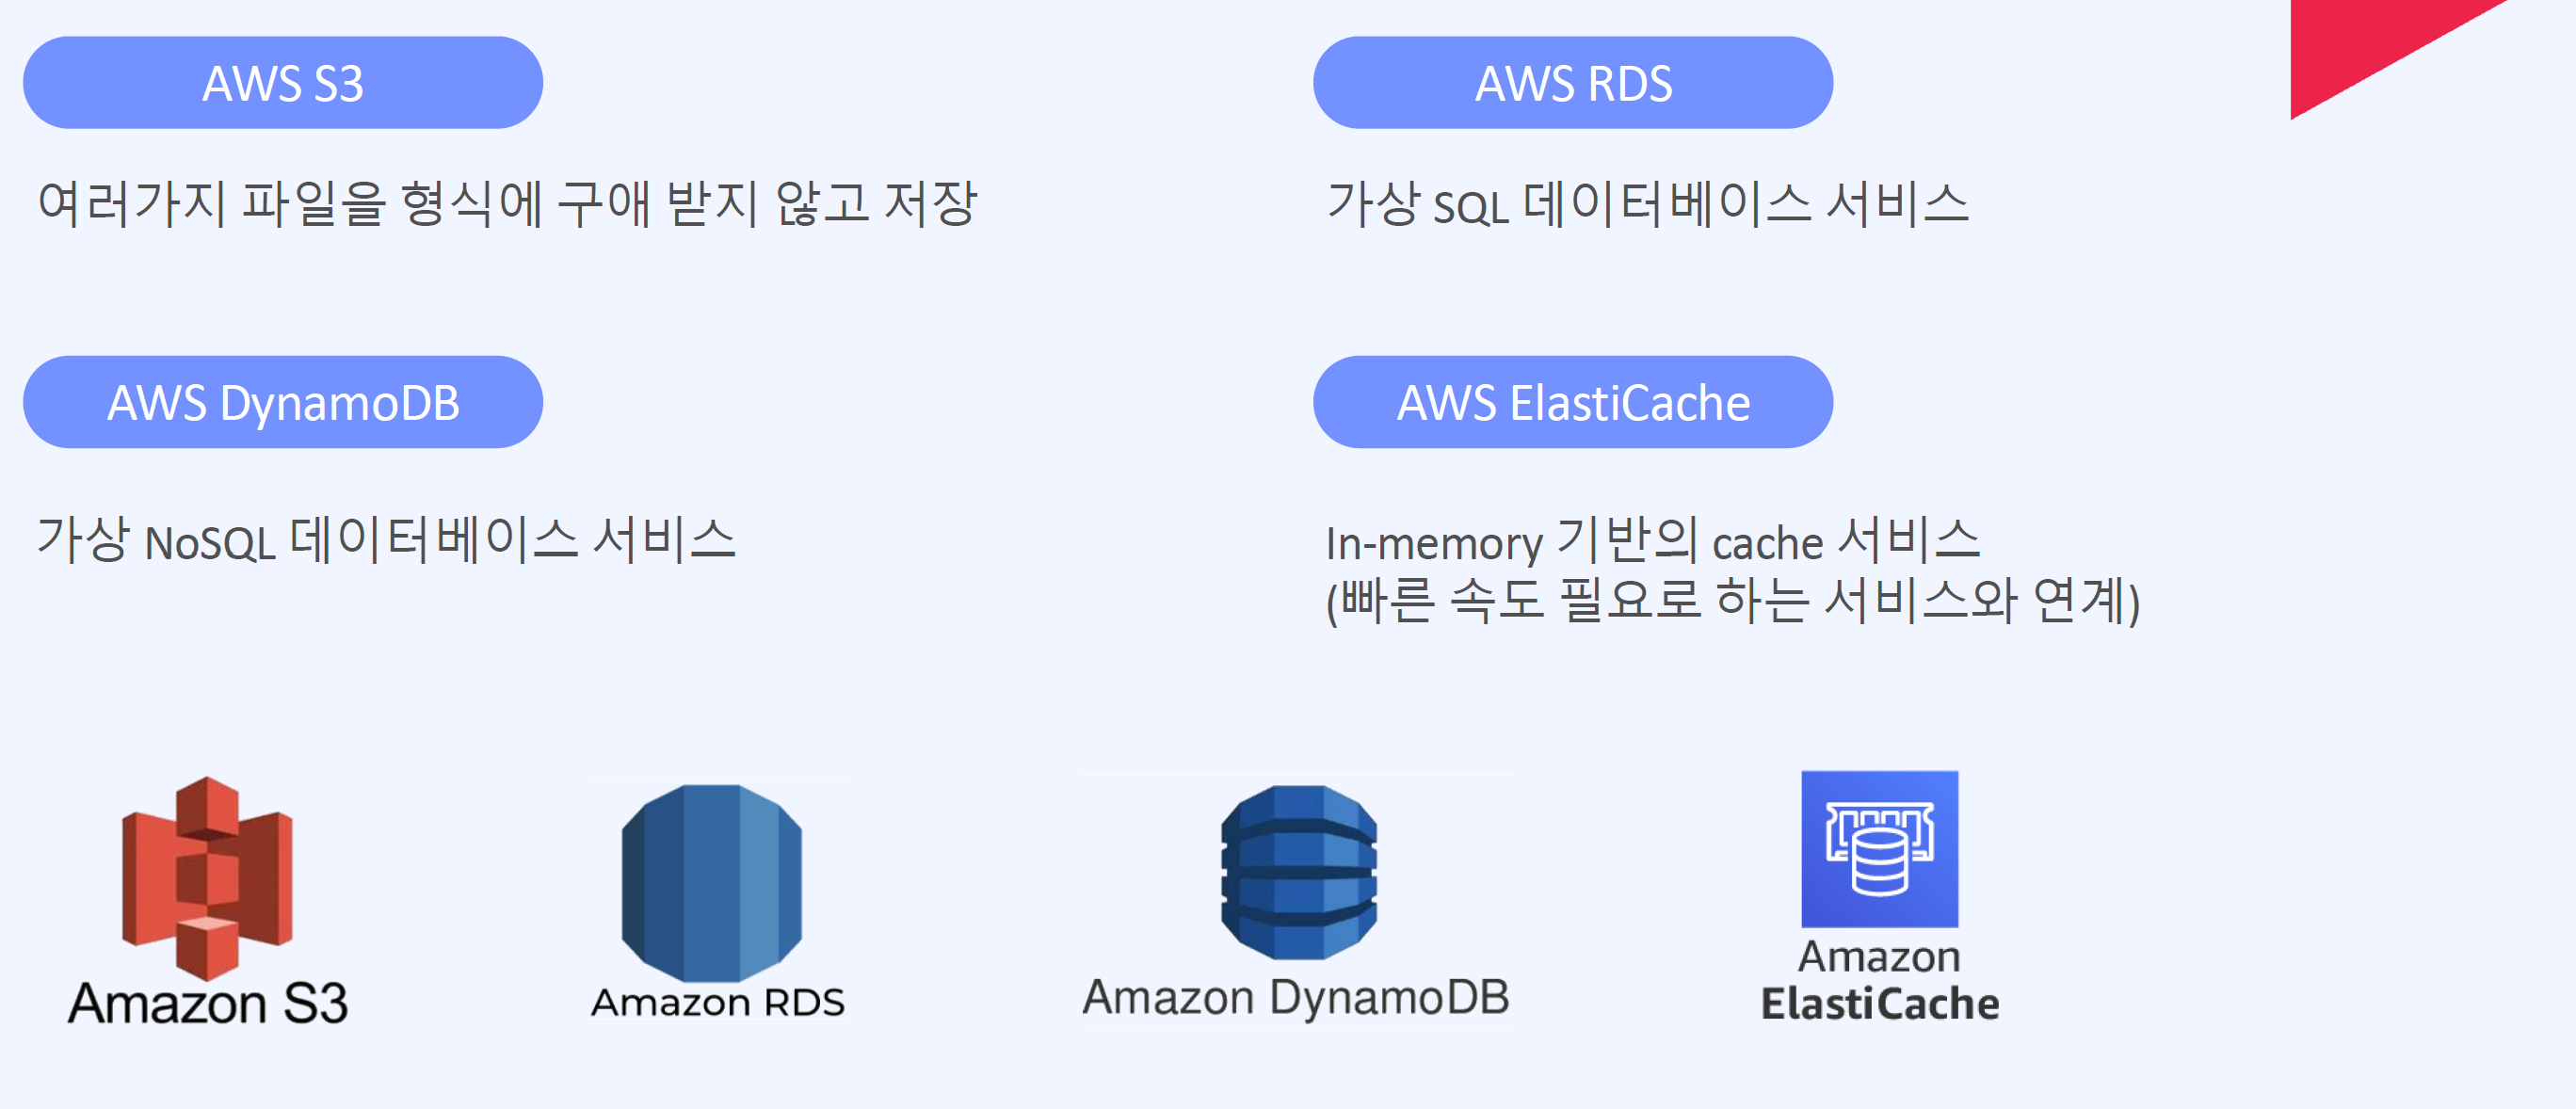 AWS S3
여러가지 파일을 형식에 구애 받지 않고 저장
AWS RDS
가상 SQL 데이터베이스 서비스
AWS DynamoDB
가상 NoSQL 데이터베이스 서비스
AWS ElastiCache
In-memory 기반의 cache 서비스
(빠른 속도 필요로 하는 서비스와 연계)
Amazon S3
Amazon RDS
Amazon DynamoDB
Amazon
ElastiCache